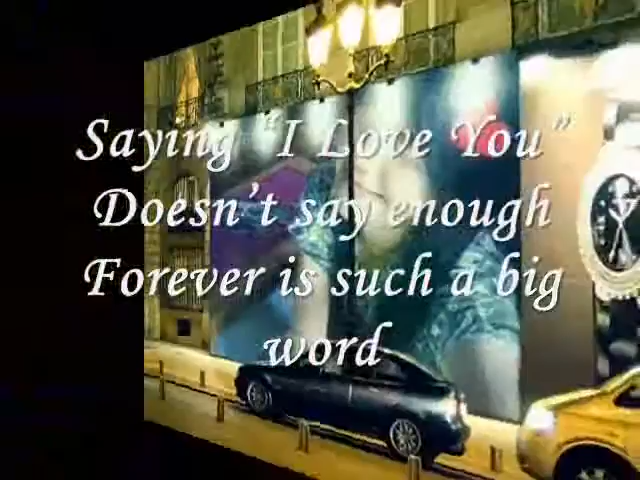 Saying “I Love You”
Doesn't say enough
Forever is such a big
word